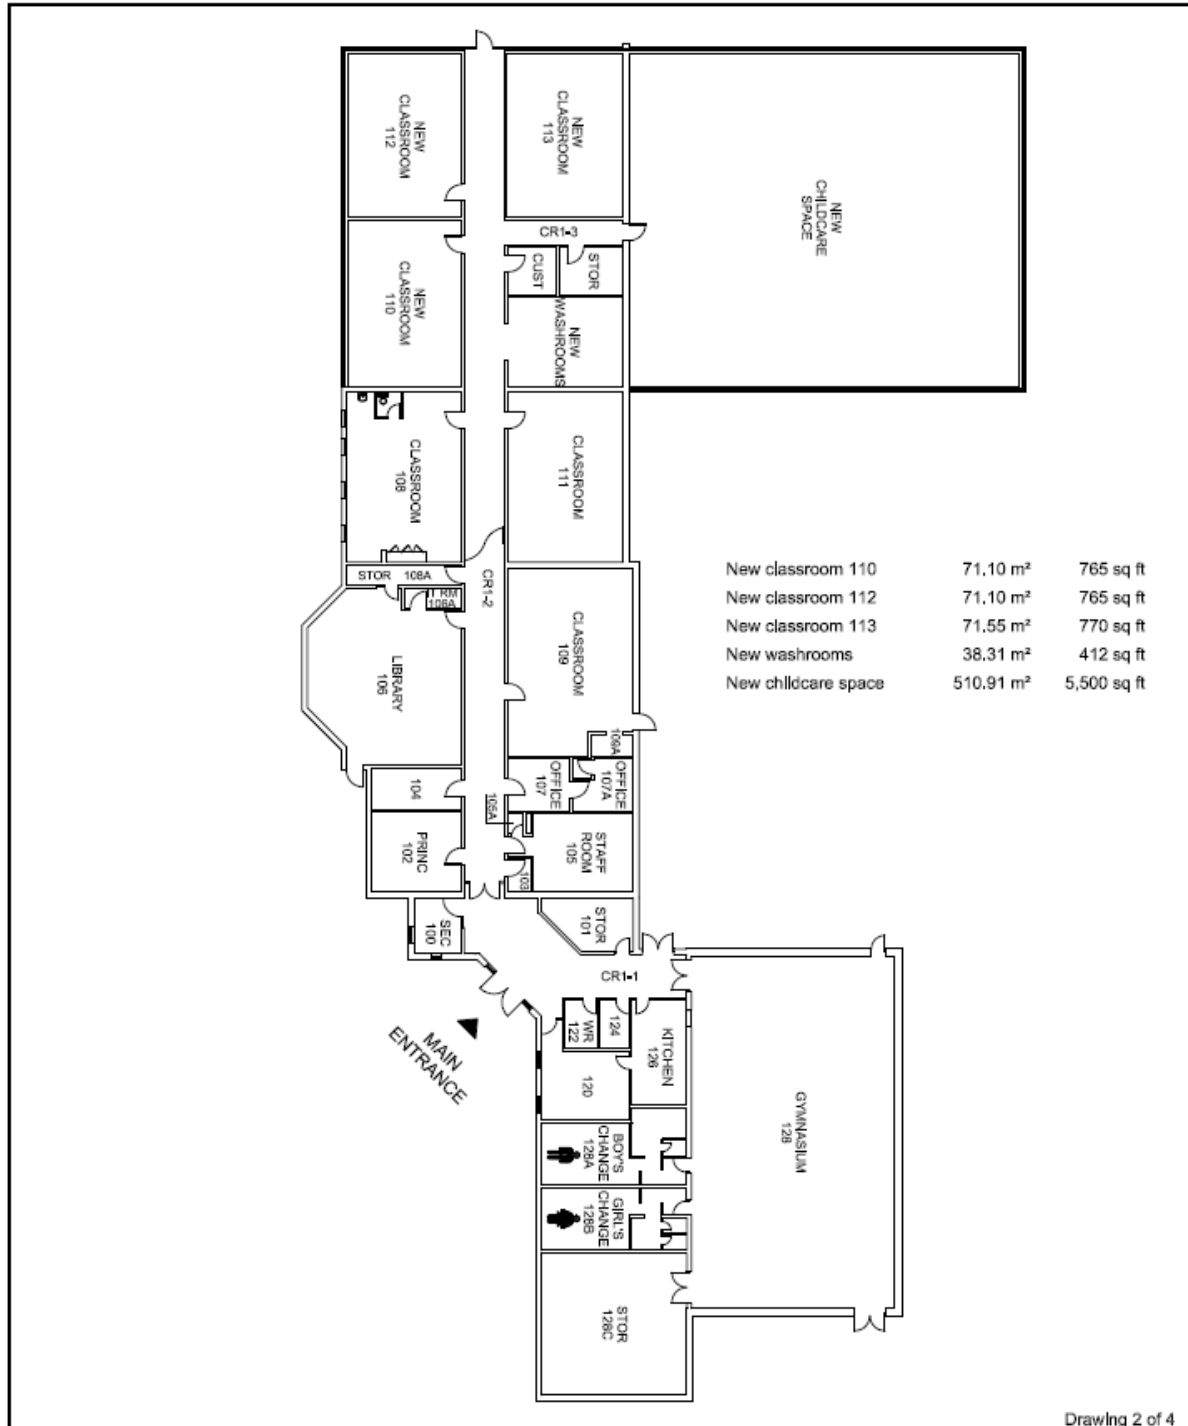 NEW
CLASSROOM
112
NEW
CLASSROOM
113
NEW
CHILDCARE
SPACE
CR1-3
CUST
STOR
NEW
CLASSROOM
110
NEW
WASHROOMS
CLASSROOM
108
CLASSROOM
111
STOR 108A
CR1-2
RM
106A
CLASSROOM
109
New classroom 110 71.10 m² 765 sq ft
New classroom 112 71.10 m² 765 sq ft
New classroom 113 71.55 m² 770 sq ft
New washrooms 38.31 m² 412 sq ft
New childcare space 510.91 m² 5,500 sq ft
LIBRARY
106
109A
104
105A
OFFICE
107
OFFICE
107A
PRINC
102
STAFF
ROOM
105
103
SEC
100
STOR
101
CR1-1
MAIN
ENTRANCE
WR
122
124
KITCHEN
126
120
GYMNASIUM
128
BOY'S
CHANGE
128A
GIRL'S
CHANGE
128B
STOR
128C
Drawing 2 of 4